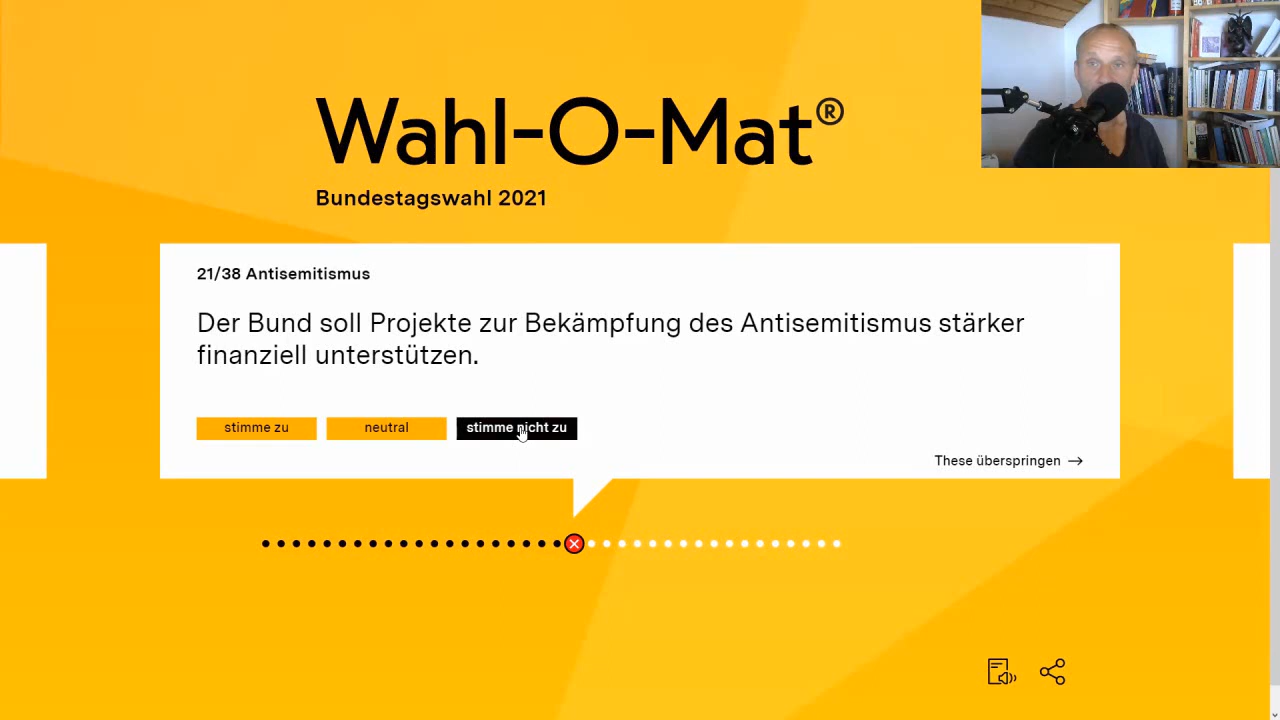 Wahl-O-Mat®
Bundestagswahl 2021
21/38 Antisemitismus
Der Bund soll Projekte zur Bekämpfung des Antisemitismus stärker
finanziell unterstützen.
stimme zu
neutral
stimme nicht zu
These überspringen →